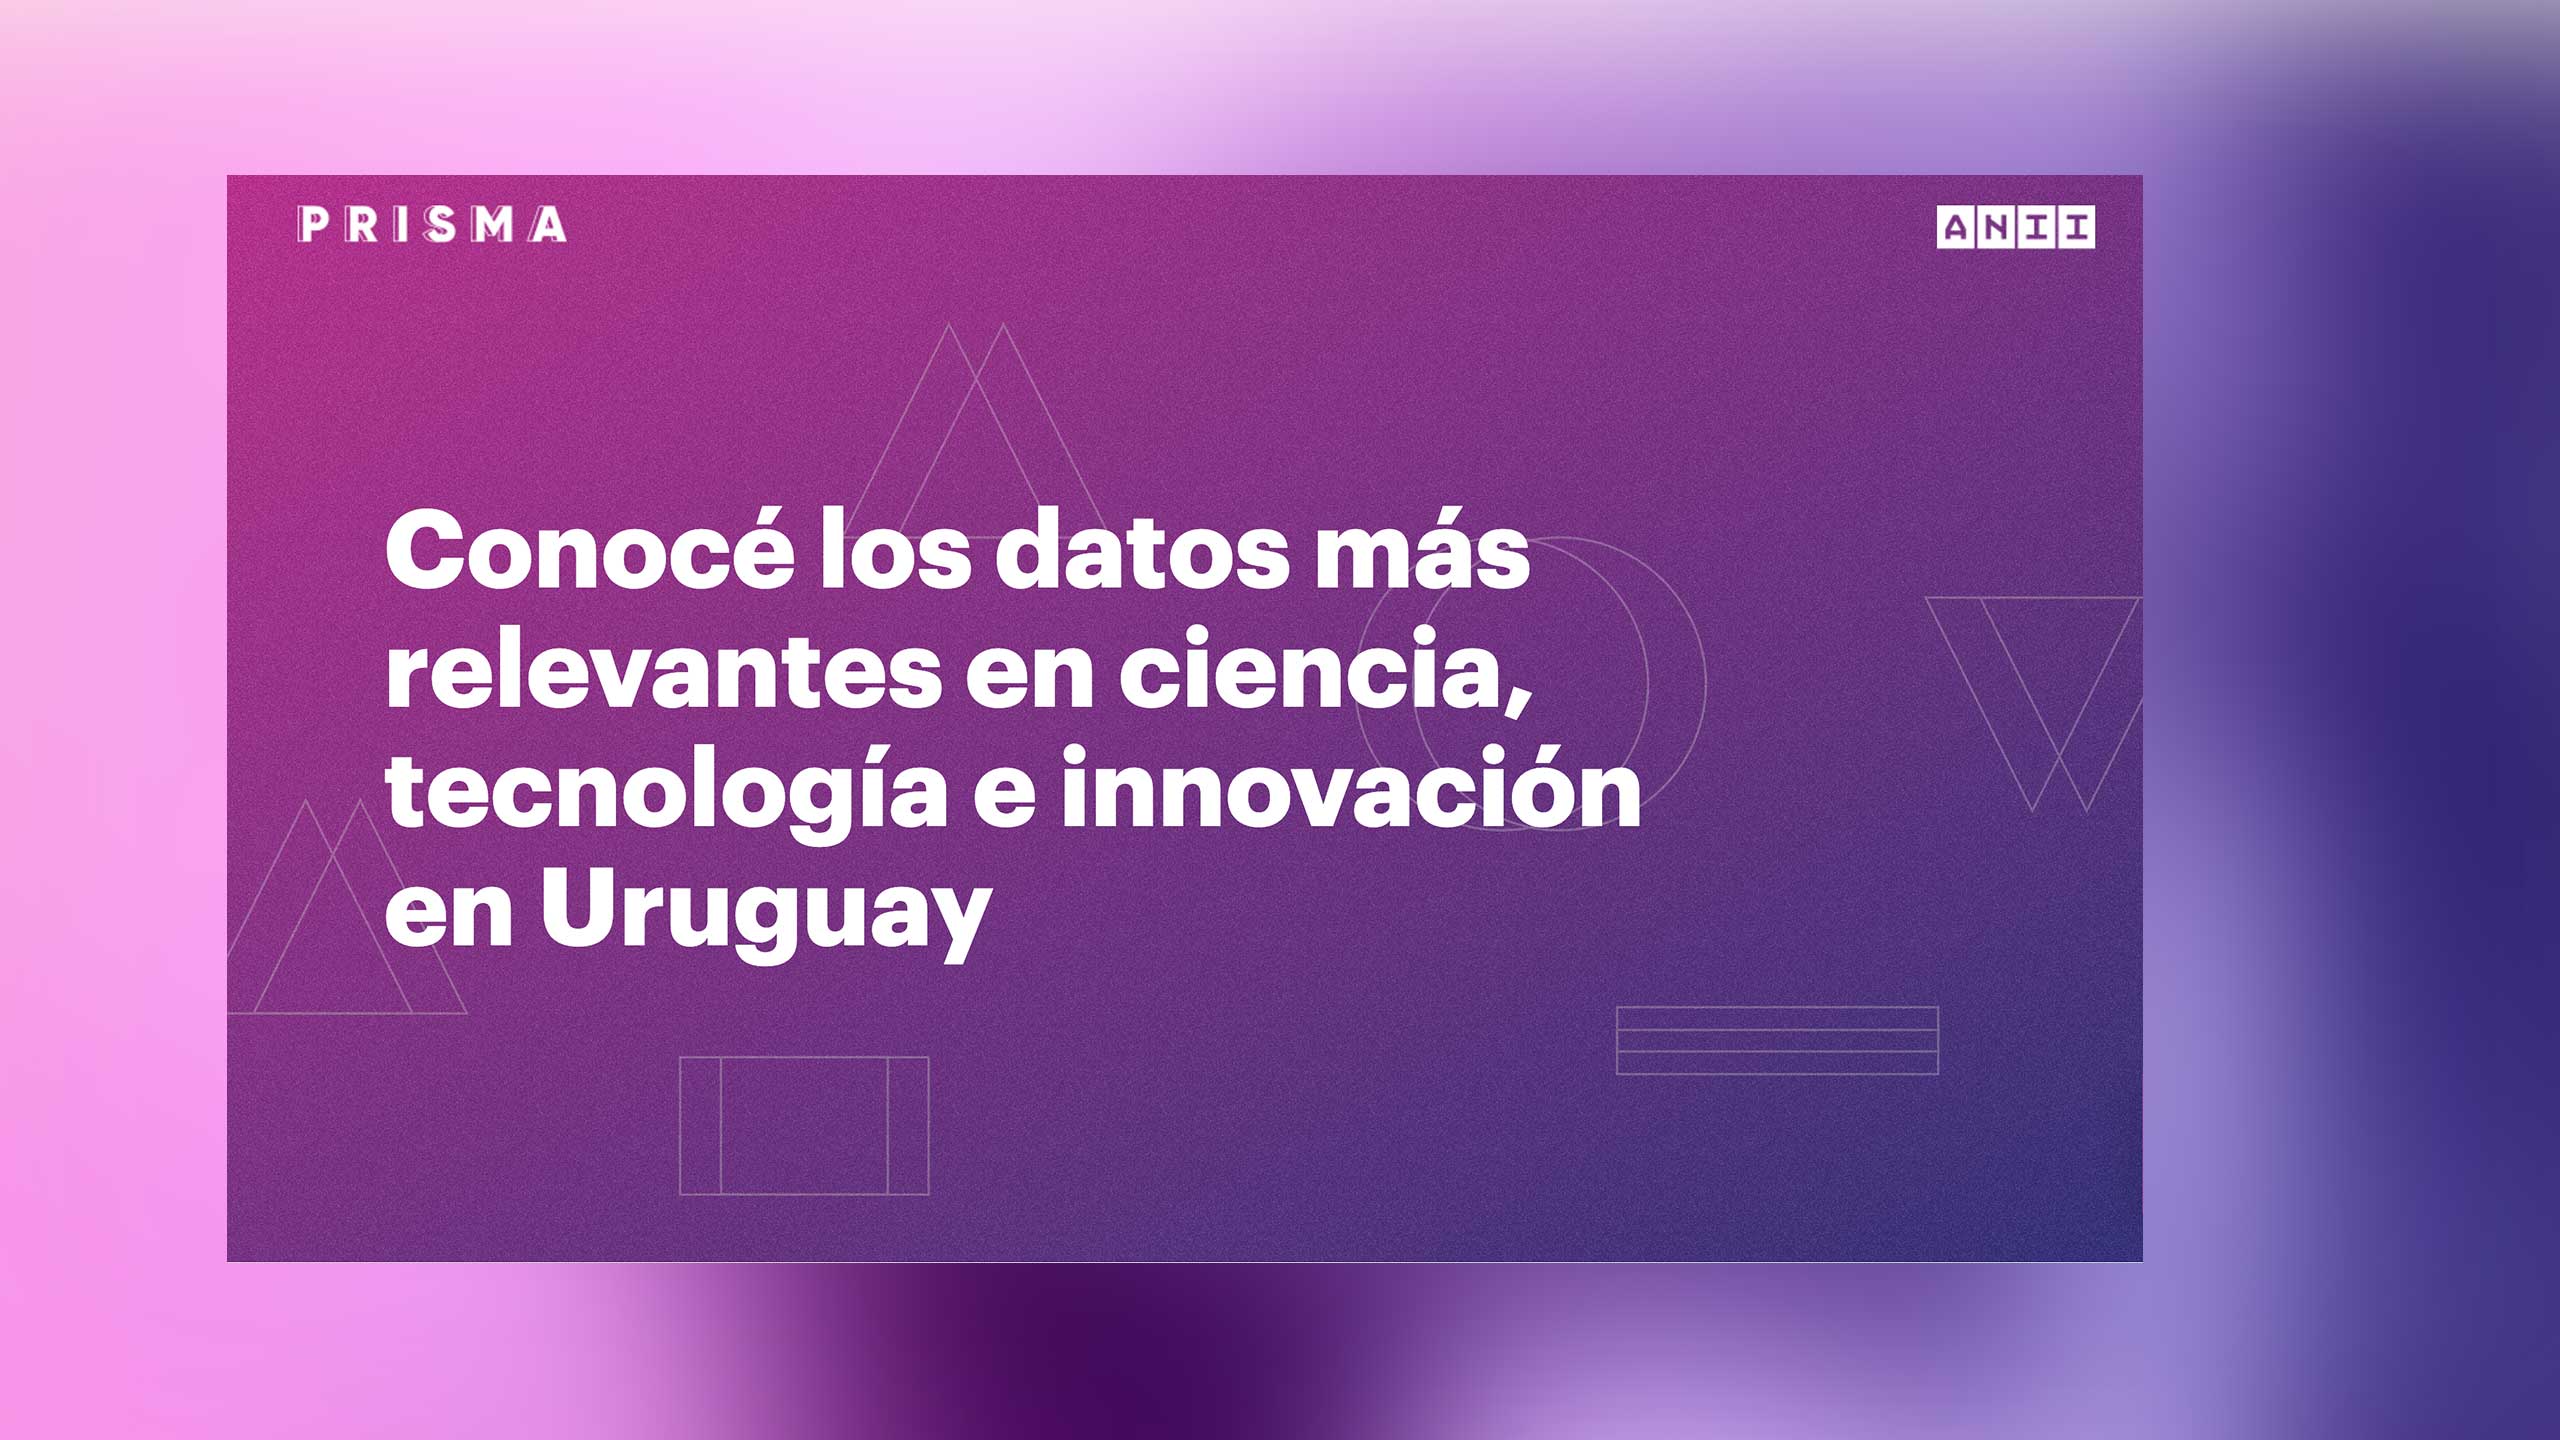 PRISMA
ANII
Conocé los datos más
relevantes en ciencia,
tecnología e innovación
en Uruguay